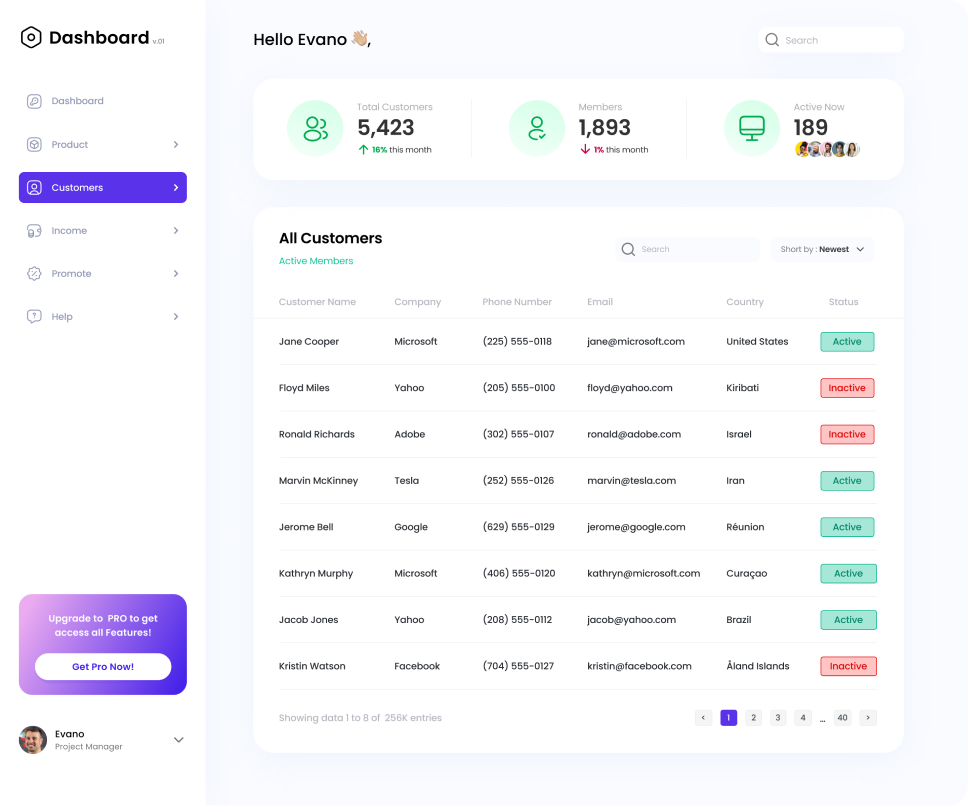 Dashboard v.01
Dashboard
Product
Customers
Income
Promote
Help
Upgrade to PRO to get
access all Features!
Get Pro Now!
Evano
Project Manager
Hello Evano 👋🏼,
Search
Total Customers
5,423
16% this month
Members
1,893
1% this month
Active Now
189
All Customers
Active Members
Search
Short by : Newest
Customer Name Company Phone Number Email Country Status
Jane Cooper Microsoft (225) 555-0118 jane@microsoft.com United States Active
Floyd Miles Yahoo (205) 555-0100 floyd@yahoo.com Kiribati Inactive
Ronald Richards Adobe (302) 555-0107 ronald@adobe.com Israel Inactive
Marvin McKinney Tesla (252) 555-0126 marvin@tesla.com Iran Active
Jerome Bell Google (629) 555-0129 jerome@google.com Réunion Active
Kathryn Murphy Microsoft (406) 555-0120 kathryn@microsoft.com Curaçao Active
Jacob Jones Yahoo (208) 555-0112 jacob@yahoo.com Brazil Active
Kristin Watson Facebook (704) 555-0127 kristin@facebook.com Åland Islands Inactive
Showing data 1 to 8 of 256K entries
< 1 2 3 4 ... 40 >